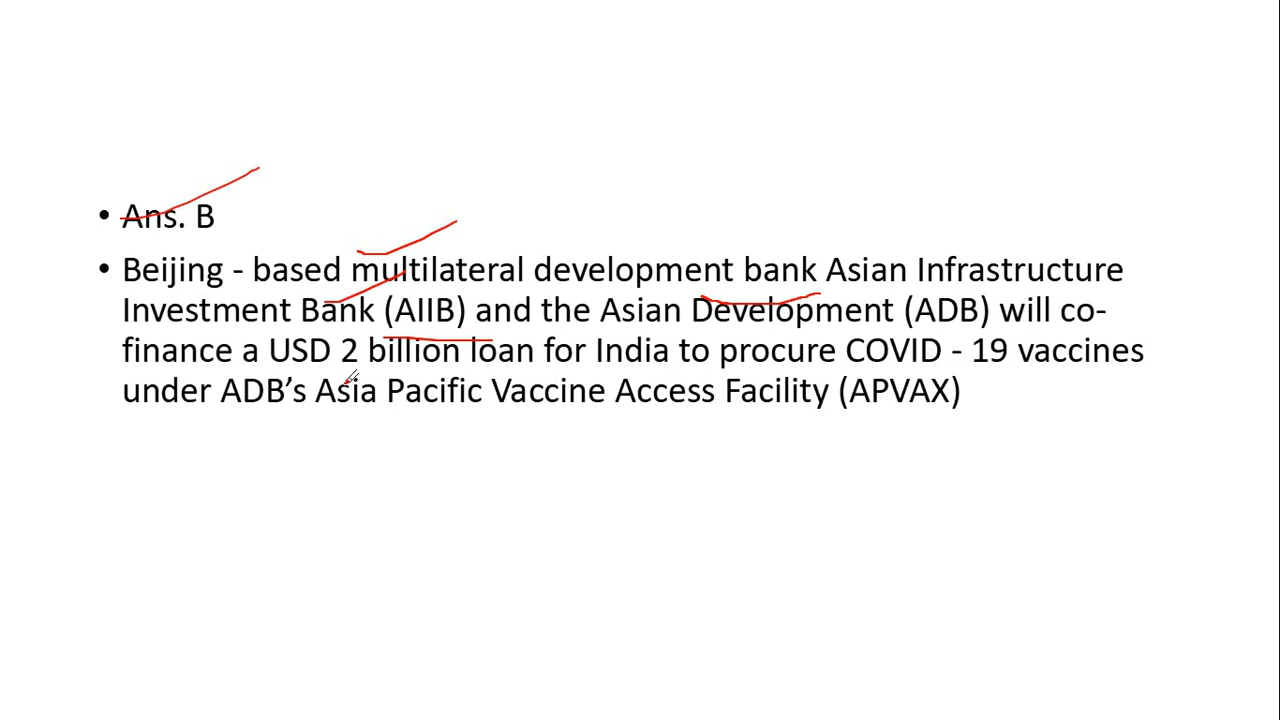 • Ans. B
• Beijing - based multilateral development bank Asian Infrastructure
Investment Bank (AIIB) and the Asian Development (ADB) will co-
finance a USD 2 billion loan for India to procure COVID - 19 vaccines
under ADB’s Asia Pacific Vaccine Access Facility (APVAX)